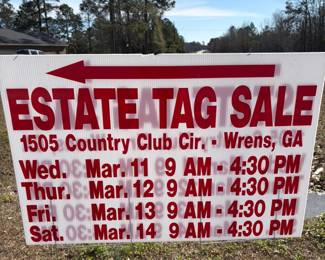 ESTATE TAG SALE
1505 Country Club Cir. - Wrens, GA
Wed. Mar. 11 9 AM - 4:30 PM
Thur. Mar. 12 9 AM - 4:30 PM
Fri. Mar. 13 9 AM - 4:30 PM
Sat. Mar. 14 9 AM - 4:30 PM